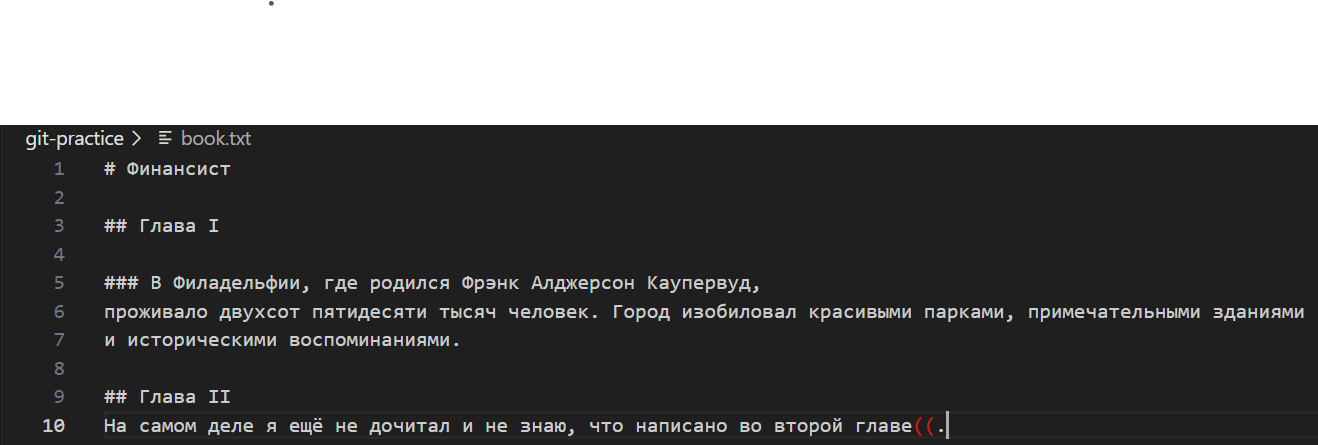 git-practice > book.txt
1 # Финансист
2
3 ## Глава I
4
5 ### В Филадельфии, где родился Фрэнк Алджерсон Каупервуд,
6 проживало двухсот пятидесяти тысяч человек. Город изобиловал красивыми парками, примечательными зданиями
7 и историческими воспоминаниями.
8
9 ## Глава II
10 На самом деле я ещё не дочитал и не знаю, что написано во второй главе((.